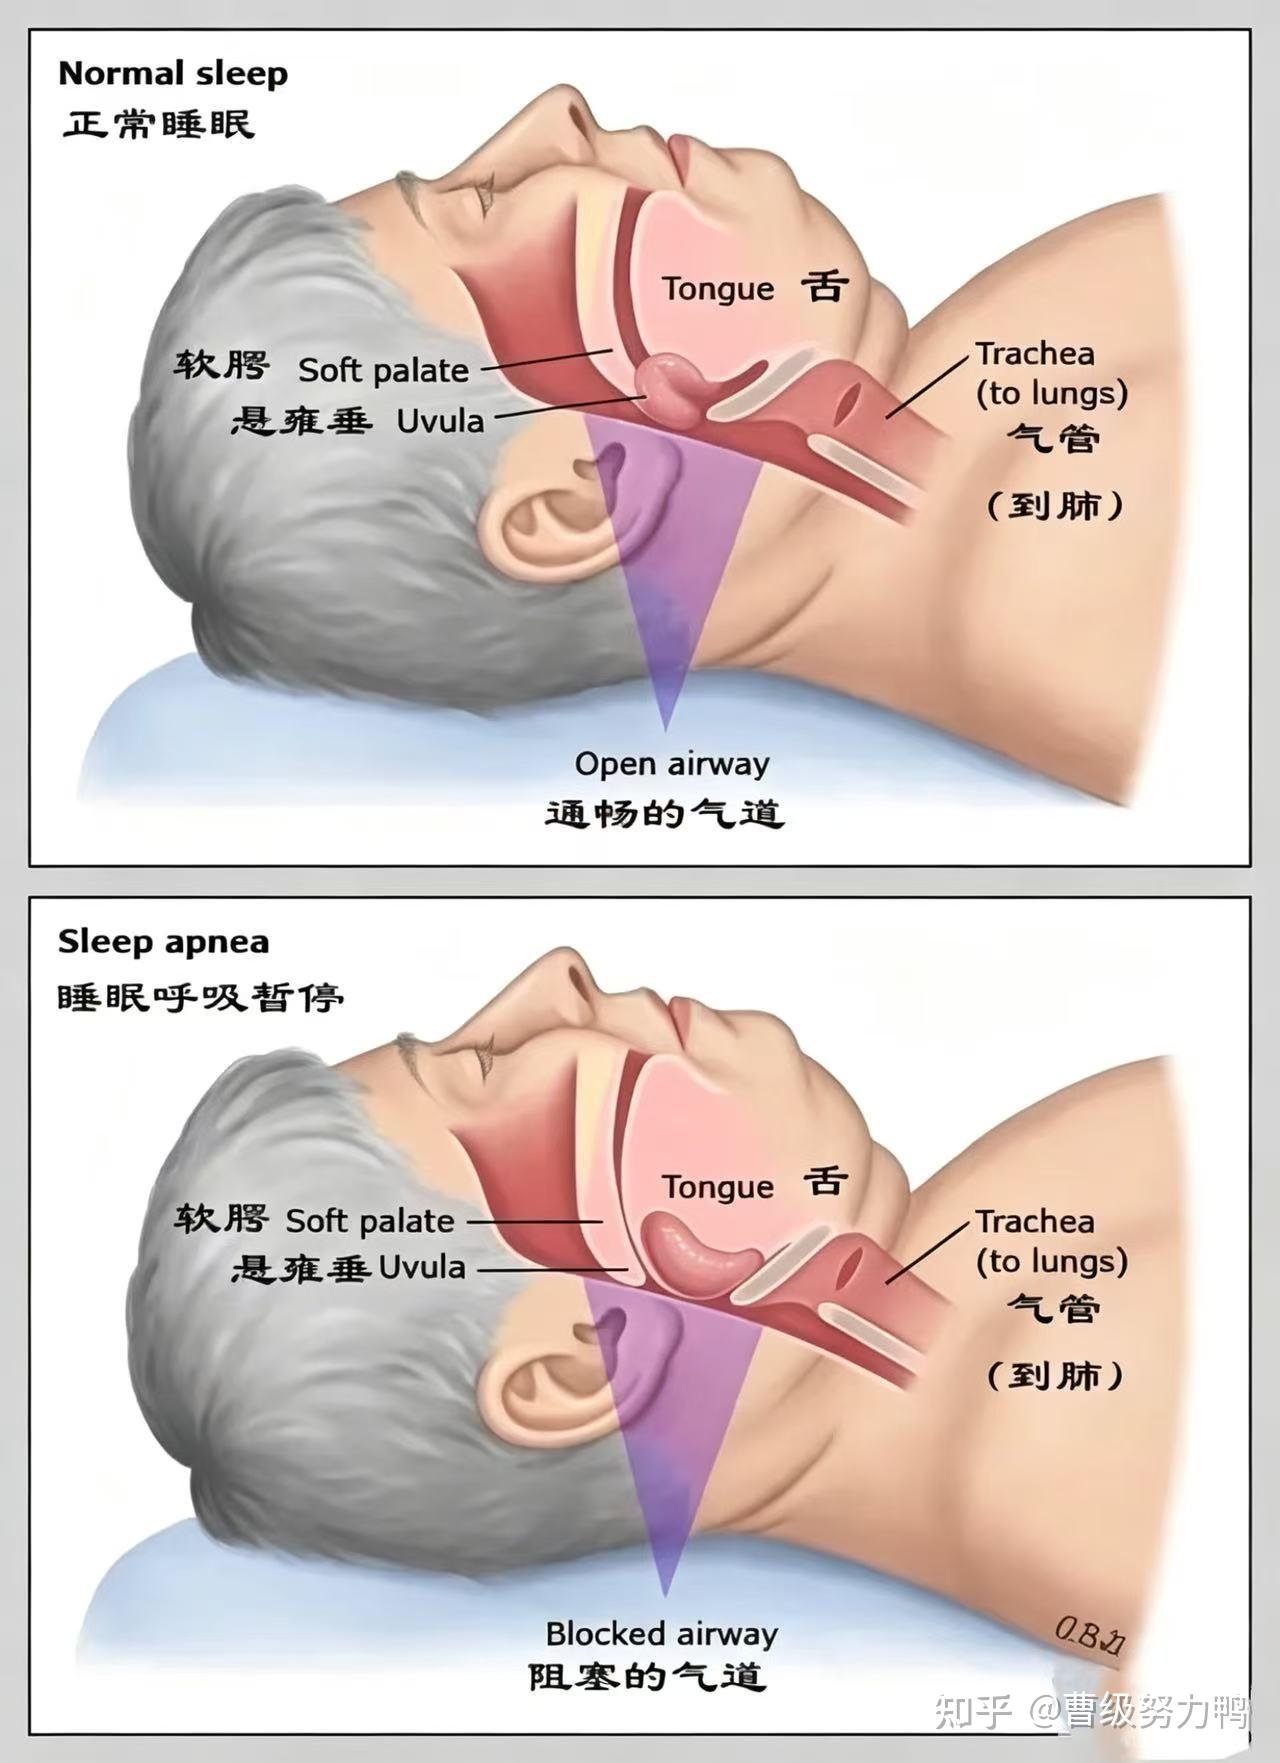 Normal sleep
正常睡眠
Tongue 舌
软腭 Soft palate
悬雍垂 Uvula
Trachea
(to lungs)
气管
(到肺)
Open airway
通畅的气道
Sleep apnea
睡眠呼吸暂停
Tongue 舌
软腭 Soft palate
悬雍垂 Uvula
Trachea
(to lungs)
气管
(到肺)
Blocked airway
阻塞的气道
知乎 @曹级努力鸭